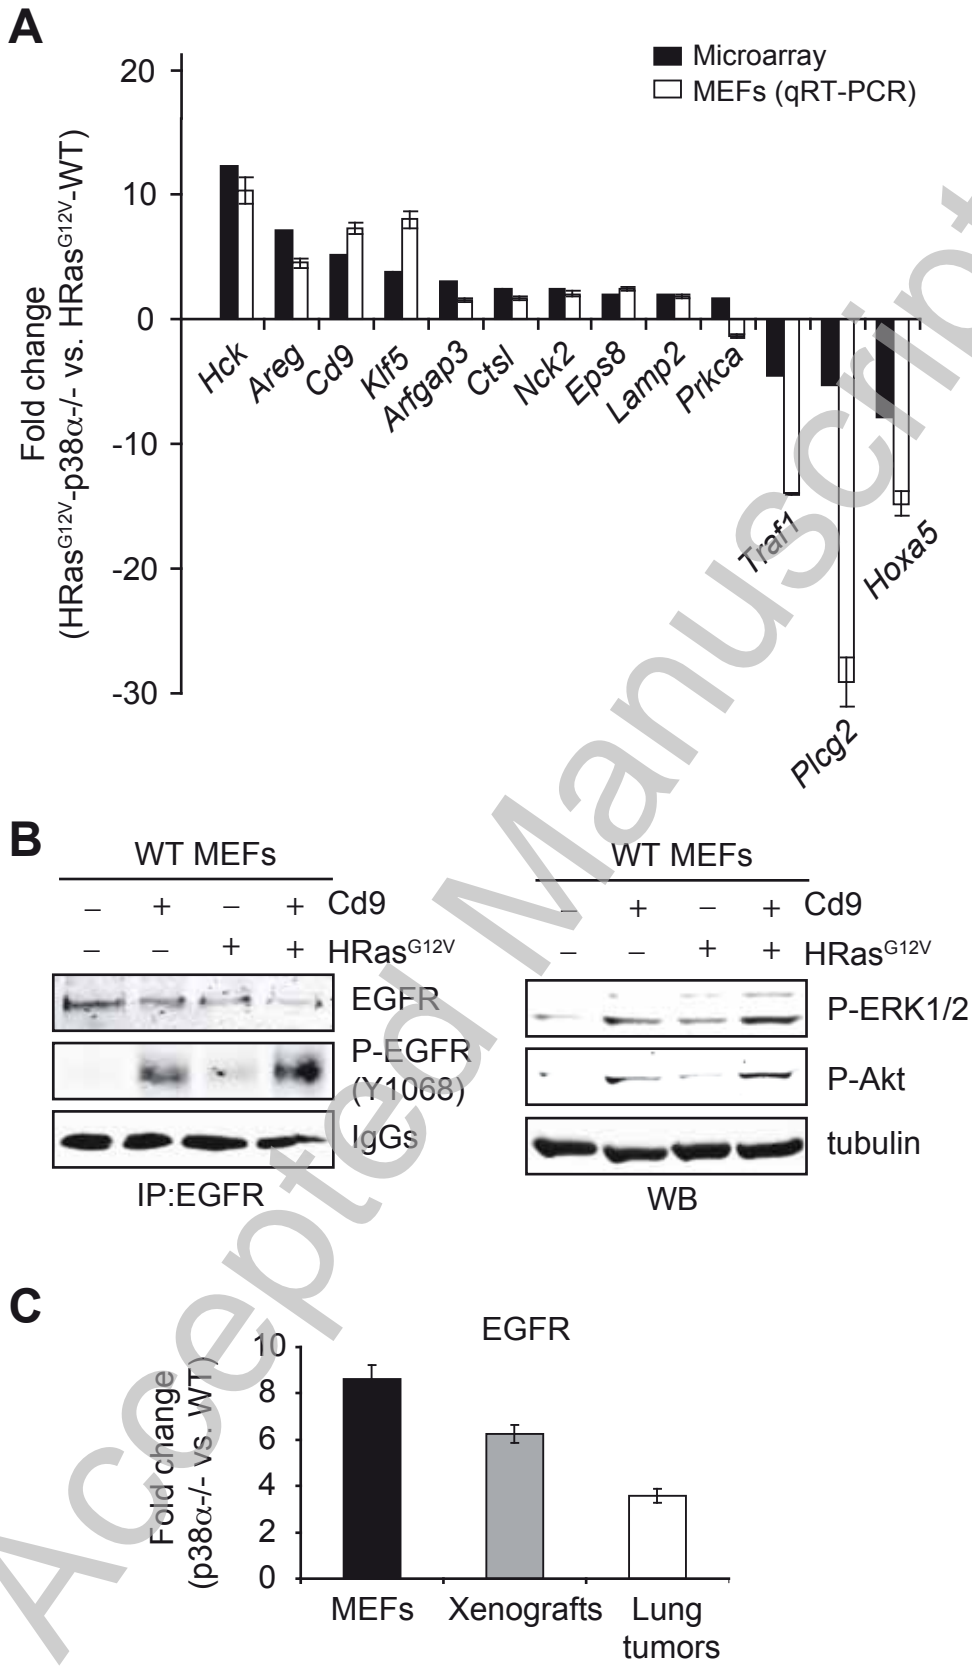 A
Microarray
MEFs (qRT-PCR)
20
10
0
-10
-20
-30
Fold change
(HRasG12V-p38α-/- vs. HRasG12V-WT)
Hck
Areg
Cd9
Klf5
Arfgap3
Ctsl
Nck2
Eps8
Lamp2
Prkca
Traf1
Plcg2
Hoxa5
B
WT MEFs
– + – + Cd9
– – + + HRasG12V
EGFR
P-EGFR
(Y1068)
IgGs
IP:EGFR
WT MEFs
– + – + Cd9
– – + + HRasG12V
P-ERK1/2
P-Akt
tubulin
WB
C
EGFR
10
8
6
4
2
0
Fold change
(p38α-/- vs. WT)
MEFs
Xenografts
Lung
tumors
Accepted Manuscript